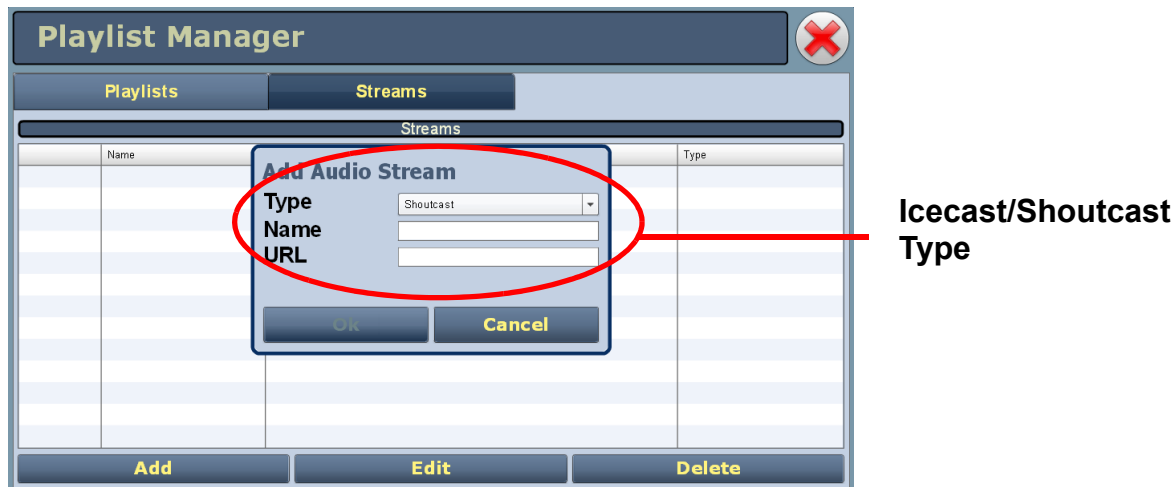 Playlist Manager
Playlists
Streams
Streams
Name
Type
Add Audio Stream
Type
Shoutcast
Name
URL
Ok
Cancel
Add
Edit
Delete
Icecast/Shoutcast
Type